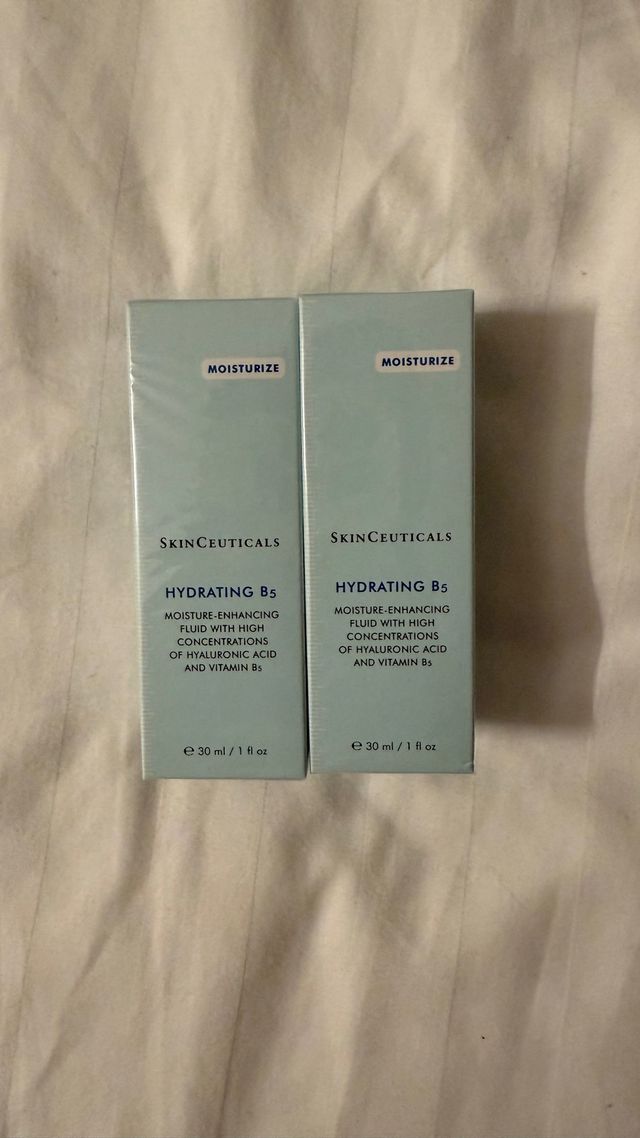 MOISTURIZE
SKINCEUTICALS
HYDRATING B5
MOISTURE-ENHANCING
FLUID WITH HIGH
CONCENTRATIONS
OF HYALURONIC ACID
AND VITAMIN B5
e 30 ml / 1 fl oz
MOISTURIZE
SKINCEUTICALS
HYDRATING B5
MOISTURE-ENHANCING
FLUID WITH HIGH
CONCENTRATIONS
OF HYALURONIC ACID
AND VITAMIN B5
e 30 ml / 1 fl oz